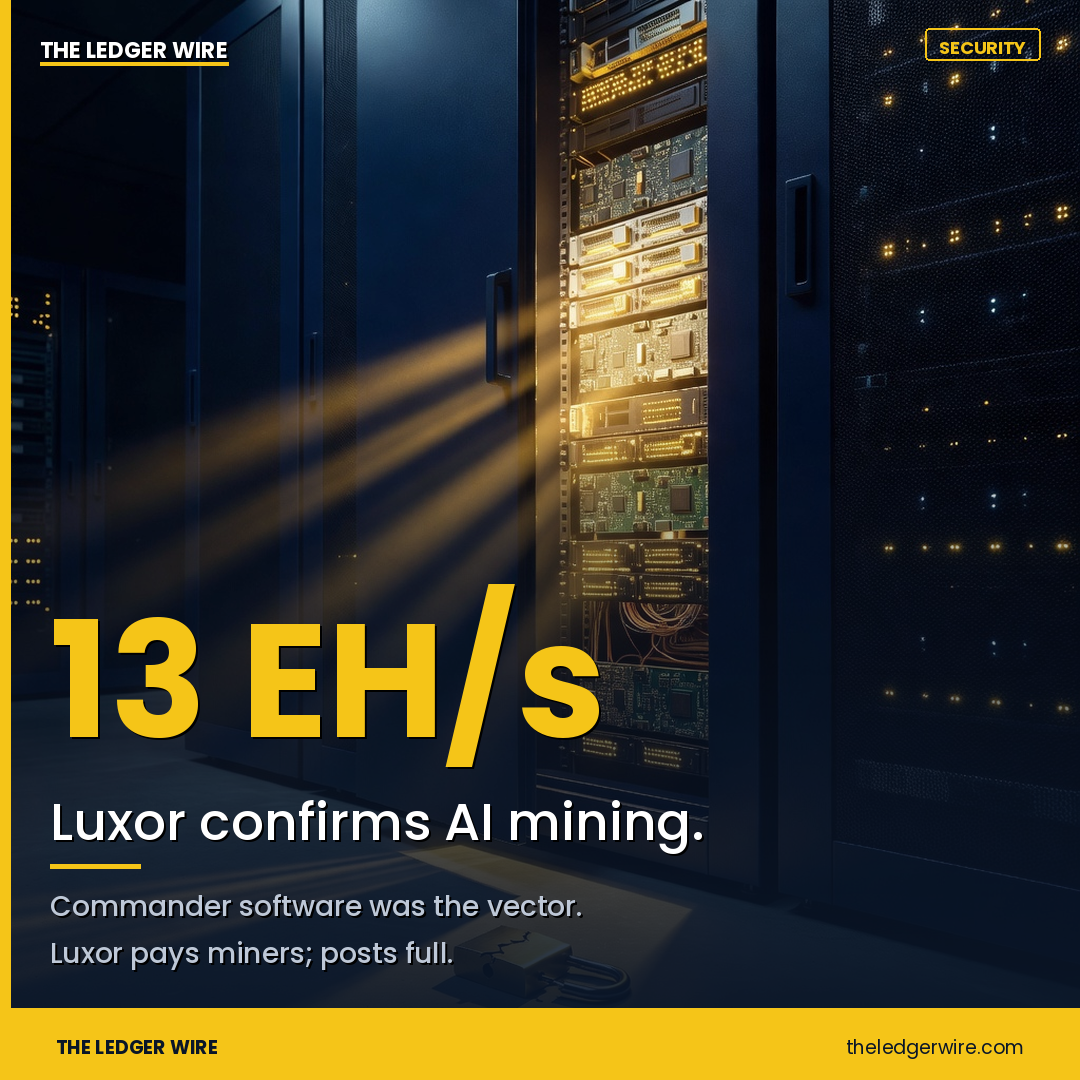 THE LEDGER WIRE
SECURITY
13 EH/s
Luxor confirms AI mining.
Commander software was the vector.
Luxor pays miners; posts full.
THE LEDGER WIRE
theledgerwire.com